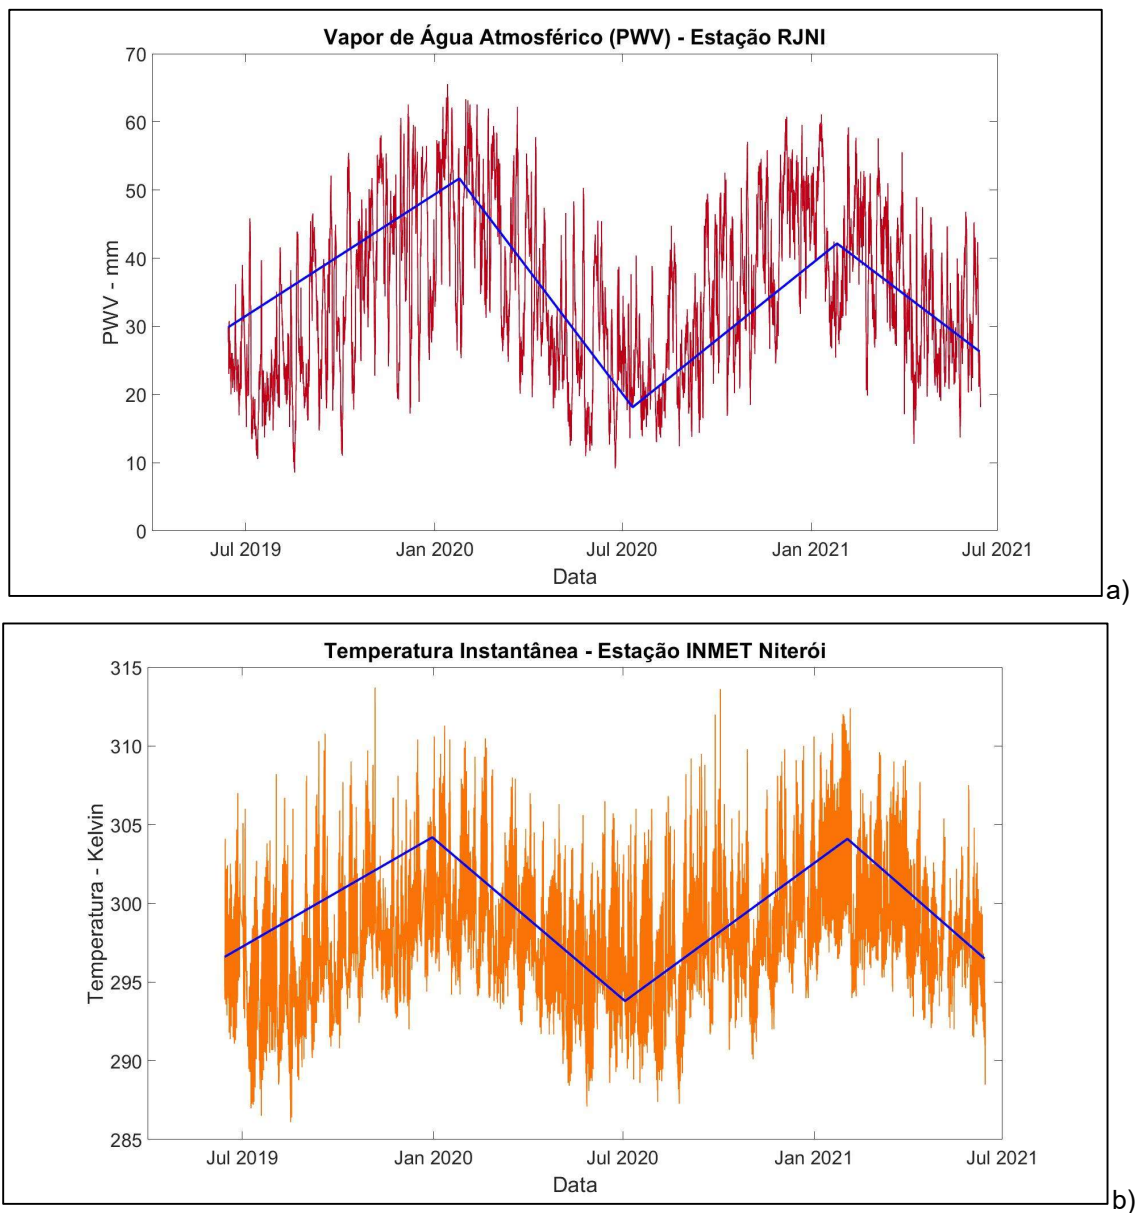 Vapor de Água Atmosférico (PWV) - Estação RJNI
70
60
50
40
30
20
10
0
PWV - mm
Jul 2019 Jan 2020 Jul 2020 Jan 2021 Jul 2021
Data
a)
Temperatura Instantânea - Estação INMET Niterói
315
310
305
300
295
290
285
Temperatura - Kelvin
Jul 2019 Jan 2020 Jul 2020 Jan 2021 Jul 2021
Data
b)